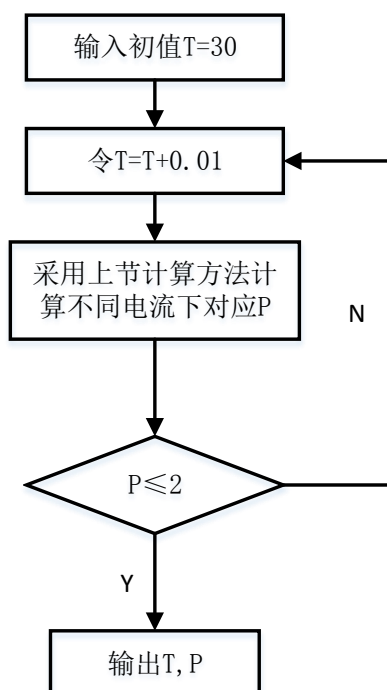 输入初值T=30
令T=T+0.01
采用上节计算方法计
算不同电流下对应P
N
P≤2
Y
输出T,P